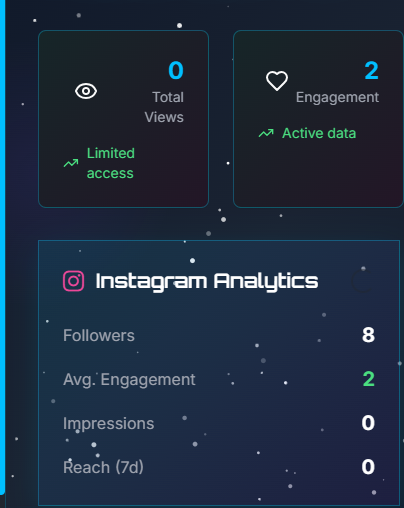 0
Total
Views
Limited
access
2
Engagement
Active data
Instagram Analytics
Followers 8
Avg. Engagement 2
Impressions 0
Reach (7d) 0